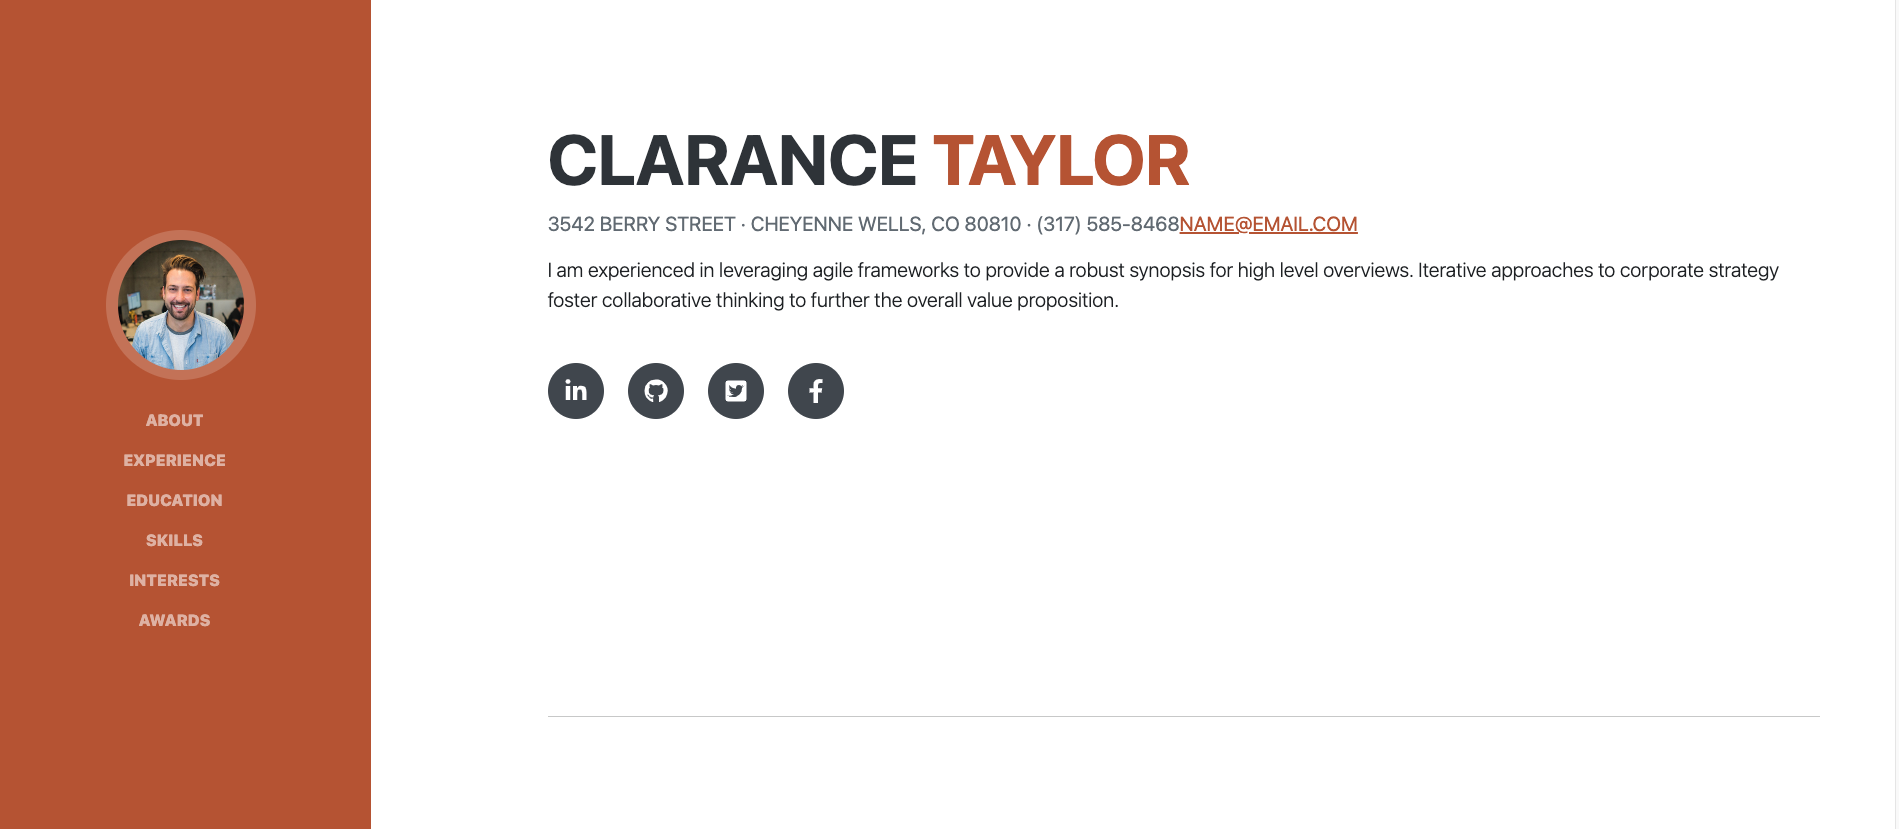 ABOUT
EXPERIENCE
EDUCATION
SKILLS
INTERESTS
AWARDS
CLARANCE TAYLOR
3542 BERRY STREET · CHEYENNE WELLS, CO 80810 · (317) 585-8468NAME@EMAIL.COM
I am experienced in leveraging agile frameworks to provide a robust synopsis for high level overviews. Iterative approaches to corporate strategy
foster collaborative thinking to further the overall value proposition.
in